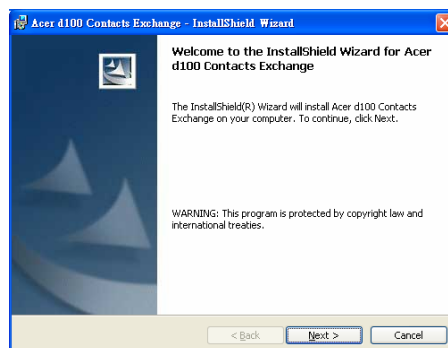 Acer d100 Contacts Exchange - InstallShield Wizard
Welcome to the InstallShield Wizard for Acer
d100 Contacts Exchange
The InstallShield(R) Wizard will install Acer d100 Contacts
Exchange on your computer. To continue, click Next.
WARNING: This program is protected by copyright law and
international treaties.
< Back
Next >
Cancel